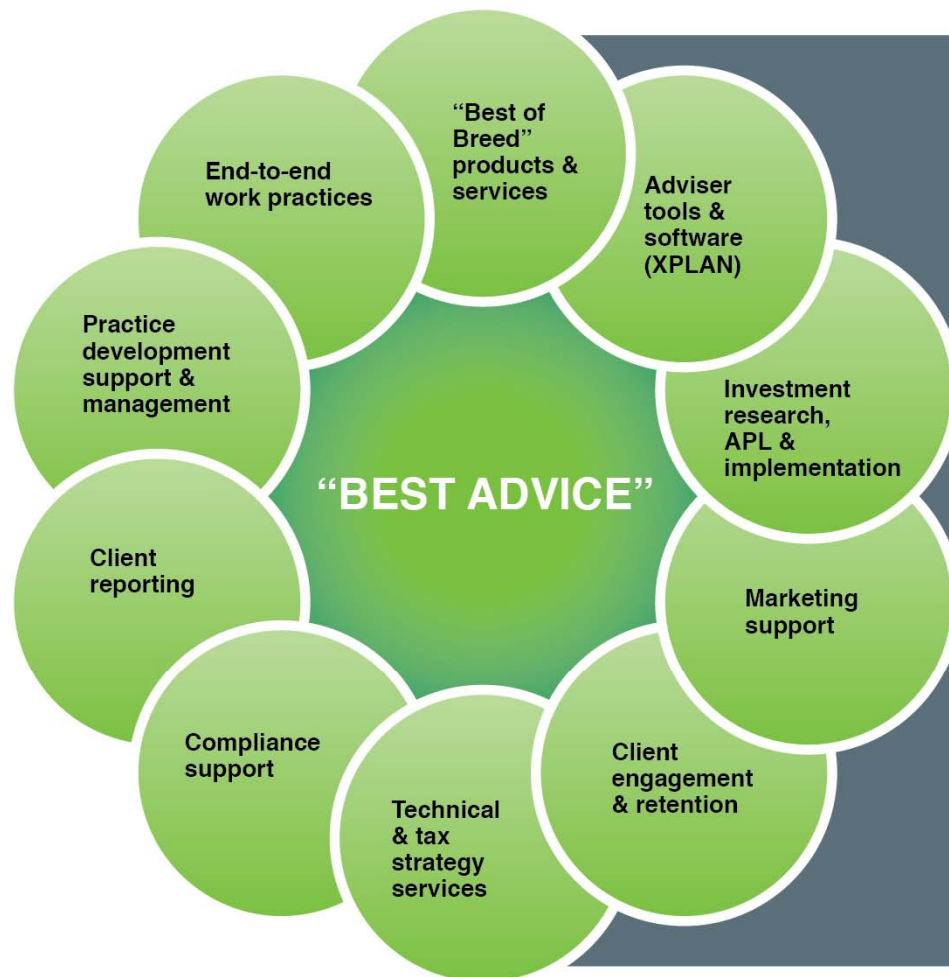 “Best of
Breed”
products &
services
Adviser
tools &
software
(XPLAN)
Investment
research,
APL &
implementation
Marketing
support
Client
engagement
& retention
Technical
& tax
strategy
services
Compliance
support
Client
reporting
Practice
development
support &
management
End-to-end
work practices
“BEST ADVICE”